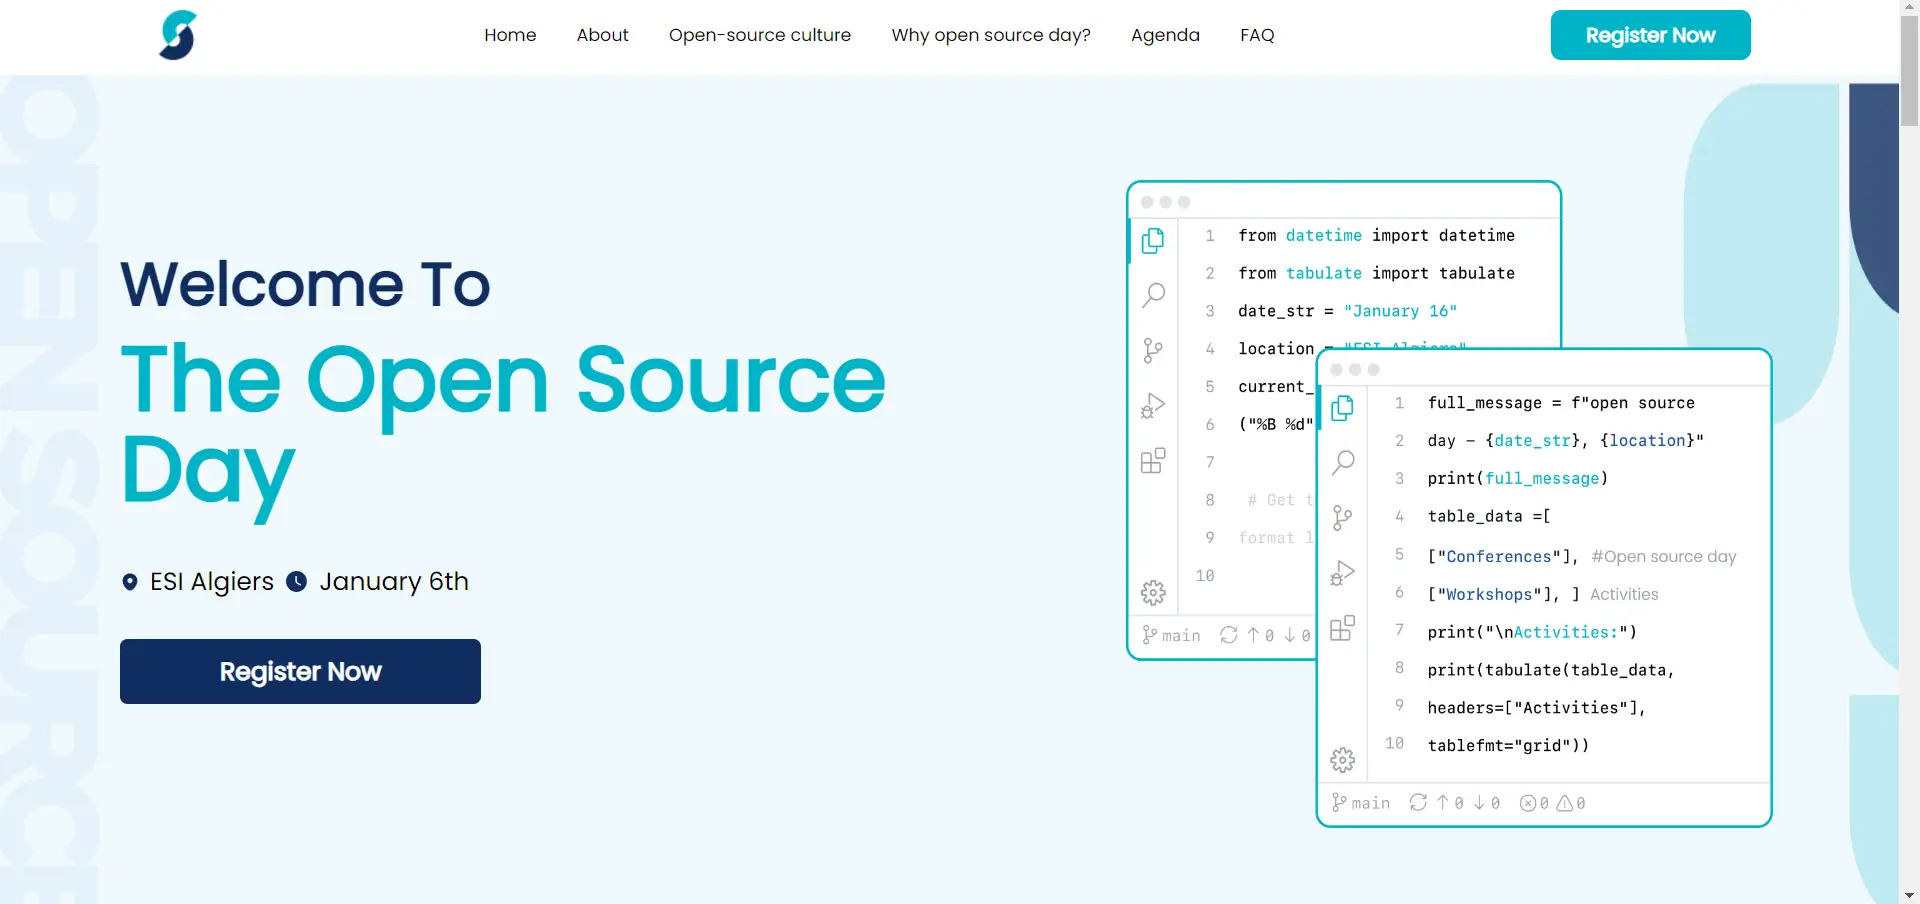 Home About Open-source culture Why open source day? Agenda FAQ Register Now
OPEN SOURCE
Welcome To
The Open Source
Day
ESI Algiers January 6th
Register Now
1 from datetime import datetime
2 from tabulate import tabulate
3 date_str = "January 16"
4 location = "ESI Algiers"
5 current_
6 ("%B %d"
7
8 # Get t
9 format l
10
main 0 0
1 full_message = f"open source
2 day - {date_str}, {location}"
3 print(full_message)
4 table_data =[
5 ["Conferences"], #Open source day
6 ["Workshops"], ] Activities
7 print("\nActivities:")
8 print(tabulate(table_data,
9 headers=["Activities"],
10 tablefmt="grid"))
main 0 0 0 0